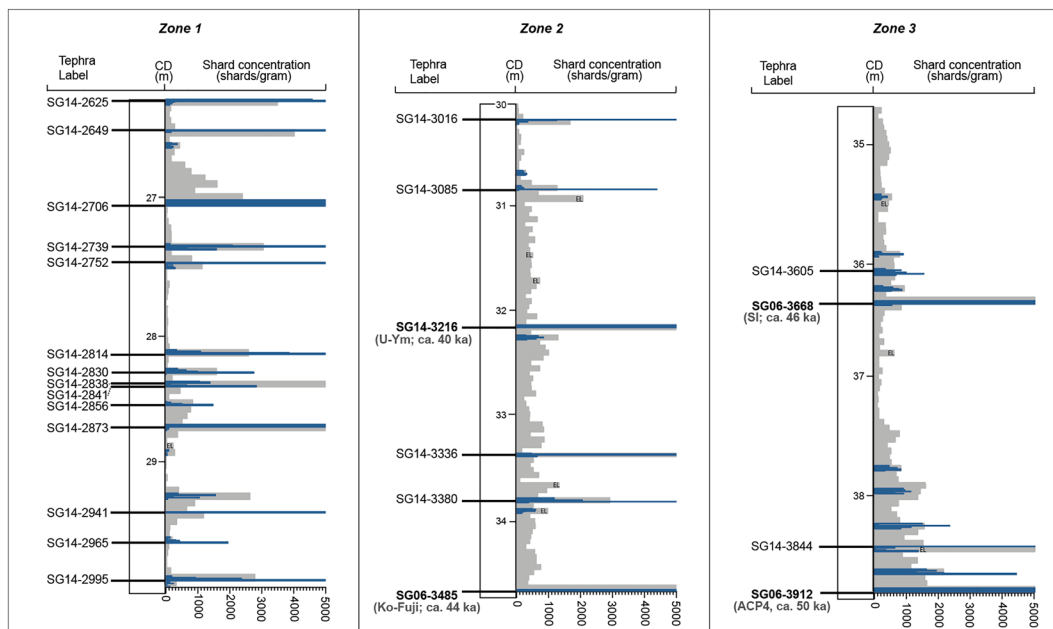 Zone 1
Tephra Label
CD (m)
Shard concentration (shards/gram)
SG14-2625
SG14-2649
27
SG14-2706
SG14-2739
SG14-2752
28
SG14-2814
SG14-2830
SG14-2838
SG14-2841
SG14-2856
SG14-2873
EL
29
SG14-2941
SG14-2965
SG14-2995
0
1000
2000
3000
4000
5000
Zone 2
Tephra Label
CD (m)
Shard concentration (shards/gram)
30
SG14-3016
SG14-3085
EL
31
EL
EL
32
SG14-3216
(U-Ym; ca. 40 ka)
33
SG14-3336
EL
SG14-3380
EL
34
SG06-3485
(Ko-Fuji; ca. 44 ka)
0
1000
2000
3000
4000
5000
Zone 3
Tephra Label
CD (m)
Shard concentration (shards/gram)
35
EL
36
SG14-3605
SG06-3668
(SI; ca. 46 ka)
EL
37
38
SG14-3844
EL
SG06-3912
(ACP4, ca. 50 ka)
0
1000
2000
3000
4000
5000